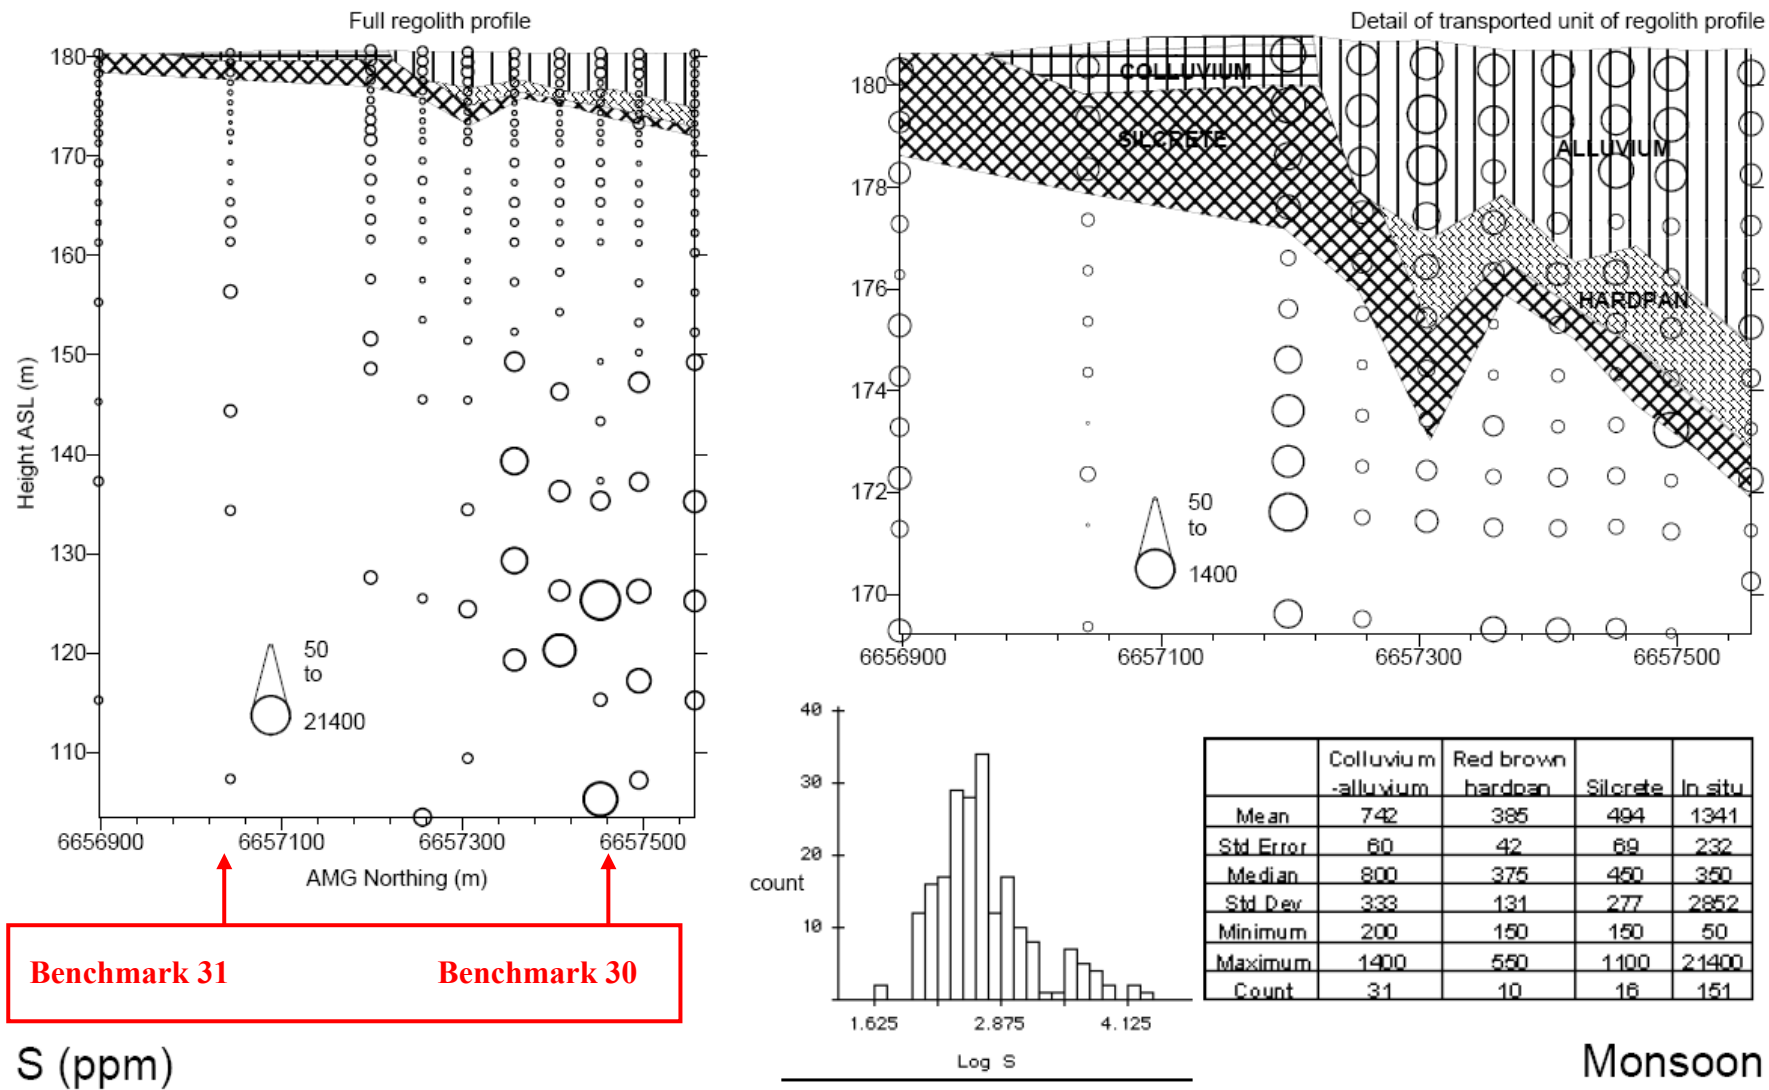 Full regolith profile
180
170
160
150
140
130
120
110
Height ASL (m)
50
to
21400
6656900 6657100 6657300 6657500
AMG Northing (m)
Benchmark 31 Benchmark 30
S (ppm)
Detail of transported unit of regolith profile
COLLUVIUM
SILCRETE
ALLUVIUM
HARDPAN
180
178
176
174
172
170
50
to
1400
6656900 6657100 6657300 6657500
40
30
20
10
count
1.625 2.875 4.125
Log S
Colluvium Red brown
-alluvium hardpan Silcrete In situ
Mean 742 385 494 1341
Std Error 60 42 69 232
Median 800 375 450 350
Std Dev 333 131 277 2852
Minimum 200 150 150 50
Maximum 1400 550 1100 21400
Count 31 10 16 151
Monsoon